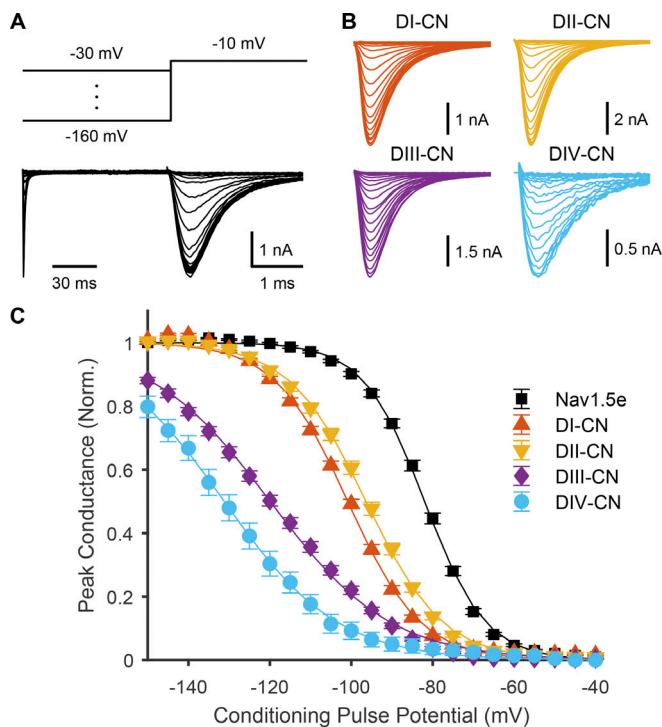 A
-30 mV
-10 mV
-160 mV
1 nA
30 ms
1 ms
B
DI-CN
DII-CN
1 nA
2 nA
DIII-CN
DIV-CN
1.5 nA
0.5 nA
C
Peak Conductance (Norm.)
1
0.8
0.6
0.4
0.2
0
-140
-120
-100
-80
-60
-40
Conditioning Pulse Potential (mV)
Nav1.5e
DI-CN
DII-CN
DIII-CN
DIV-CN